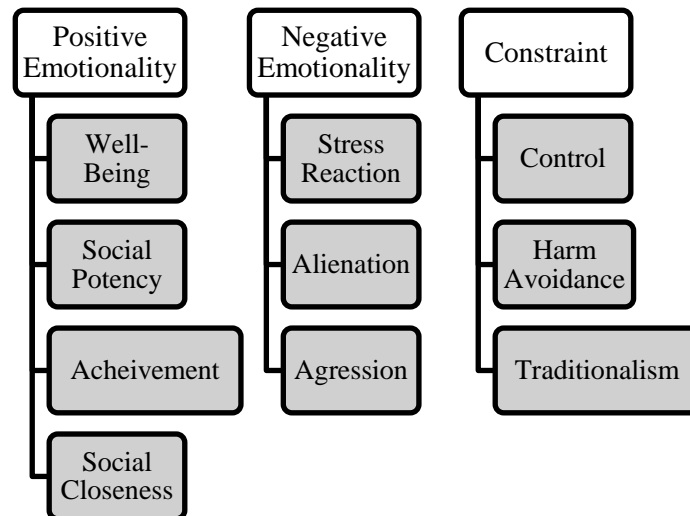 Positive
Emotionality
Well-
Being
Social
Potency
Acheivement
Social
Closeness
Negative
Emotionality
Stress
Reaction
Alienation
Agression
Constraint
Control
Harm
Avoidance
Traditionalism